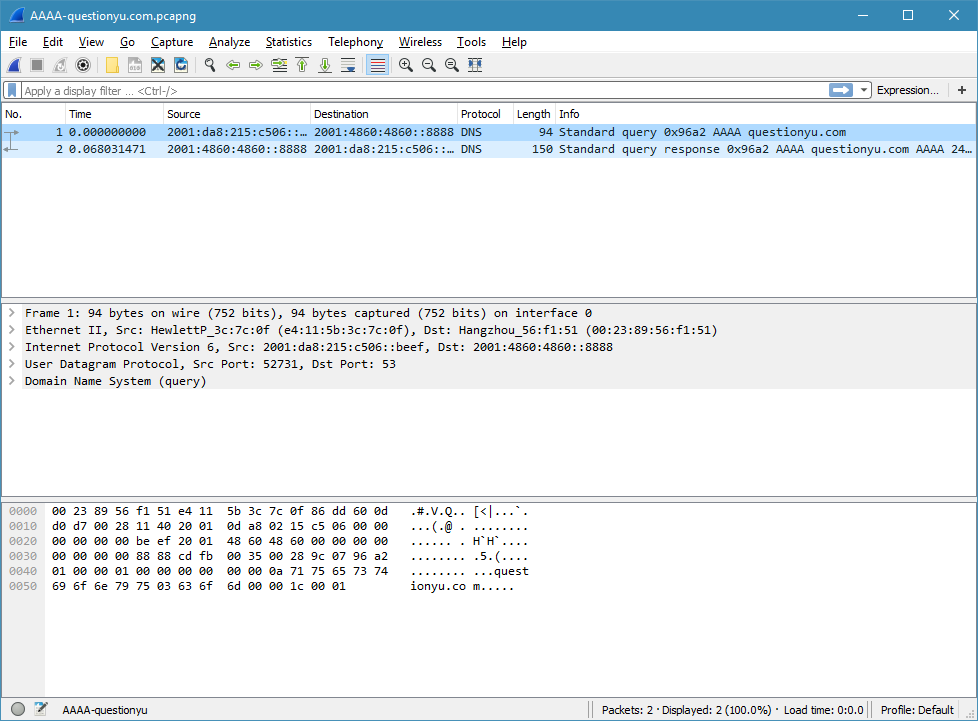 AAAA-questionyu.com.pcapng
File Edit View Go Capture Analyze Statistics Telephony Wireless Tools Help
Apply a display filter ... <Ctrl-/> Expression... +
No. Time Source Destination Protocol Length Info
1 0.000000000 2001:da8:215:c506::... 2001:4860:4860::8888 DNS 94 Standard query 0x96a2 AAAA questionyu.com
2 0.068031471 2001:4860:4860::8888 2001:da8:215:c506::... DNS 150 Standard query response 0x96a2 AAAA questionyu.com AAAA 24...
Frame 1: 94 bytes on wire (752 bits), 94 bytes captured (752 bits) on interface 0
Ethernet II, Src: HewlettP_3c:7c:0f (e4:11:5b:3c:7c:0f), Dst: Hangzhou_56:f1:51 (00:23:89:56:f1:51)
Internet Protocol Version 6, Src: 2001:da8:215:c506::beef, Dst: 2001:4860:4860::8888
User Datagram Protocol, Src Port: 52731, Dst Port: 53
Domain Name System (query)
0000 00 23 89 56 f1 51 e4 11 5b 3c 7c 0f 86 dd 60 0d .#.V.Q.. [<|...`.
0010 d0 d7 00 28 11 40 20 01 0d a8 02 15 c5 06 00 00 ...(.@ . ........
0020 00 00 00 00 be ef 20 01 48 60 48 60 00 00 00 00 ...... . H`H`....
0030 00 00 00 00 88 88 cd fb 00 35 00 28 9c 07 96 a2 ........ .5.(....
0040 01 00 00 01 00 00 00 00 00 00 0a 71 75 65 73 74 ........ ...quest
0050 69 6f 6e 79 75 03 63 6f 6d 00 00 1c 00 01 ionyu.co m.....
AAAA-questionyu Packets: 2 · Displayed: 2 (100.0%) · Load time: 0:0.0 Profile: Default